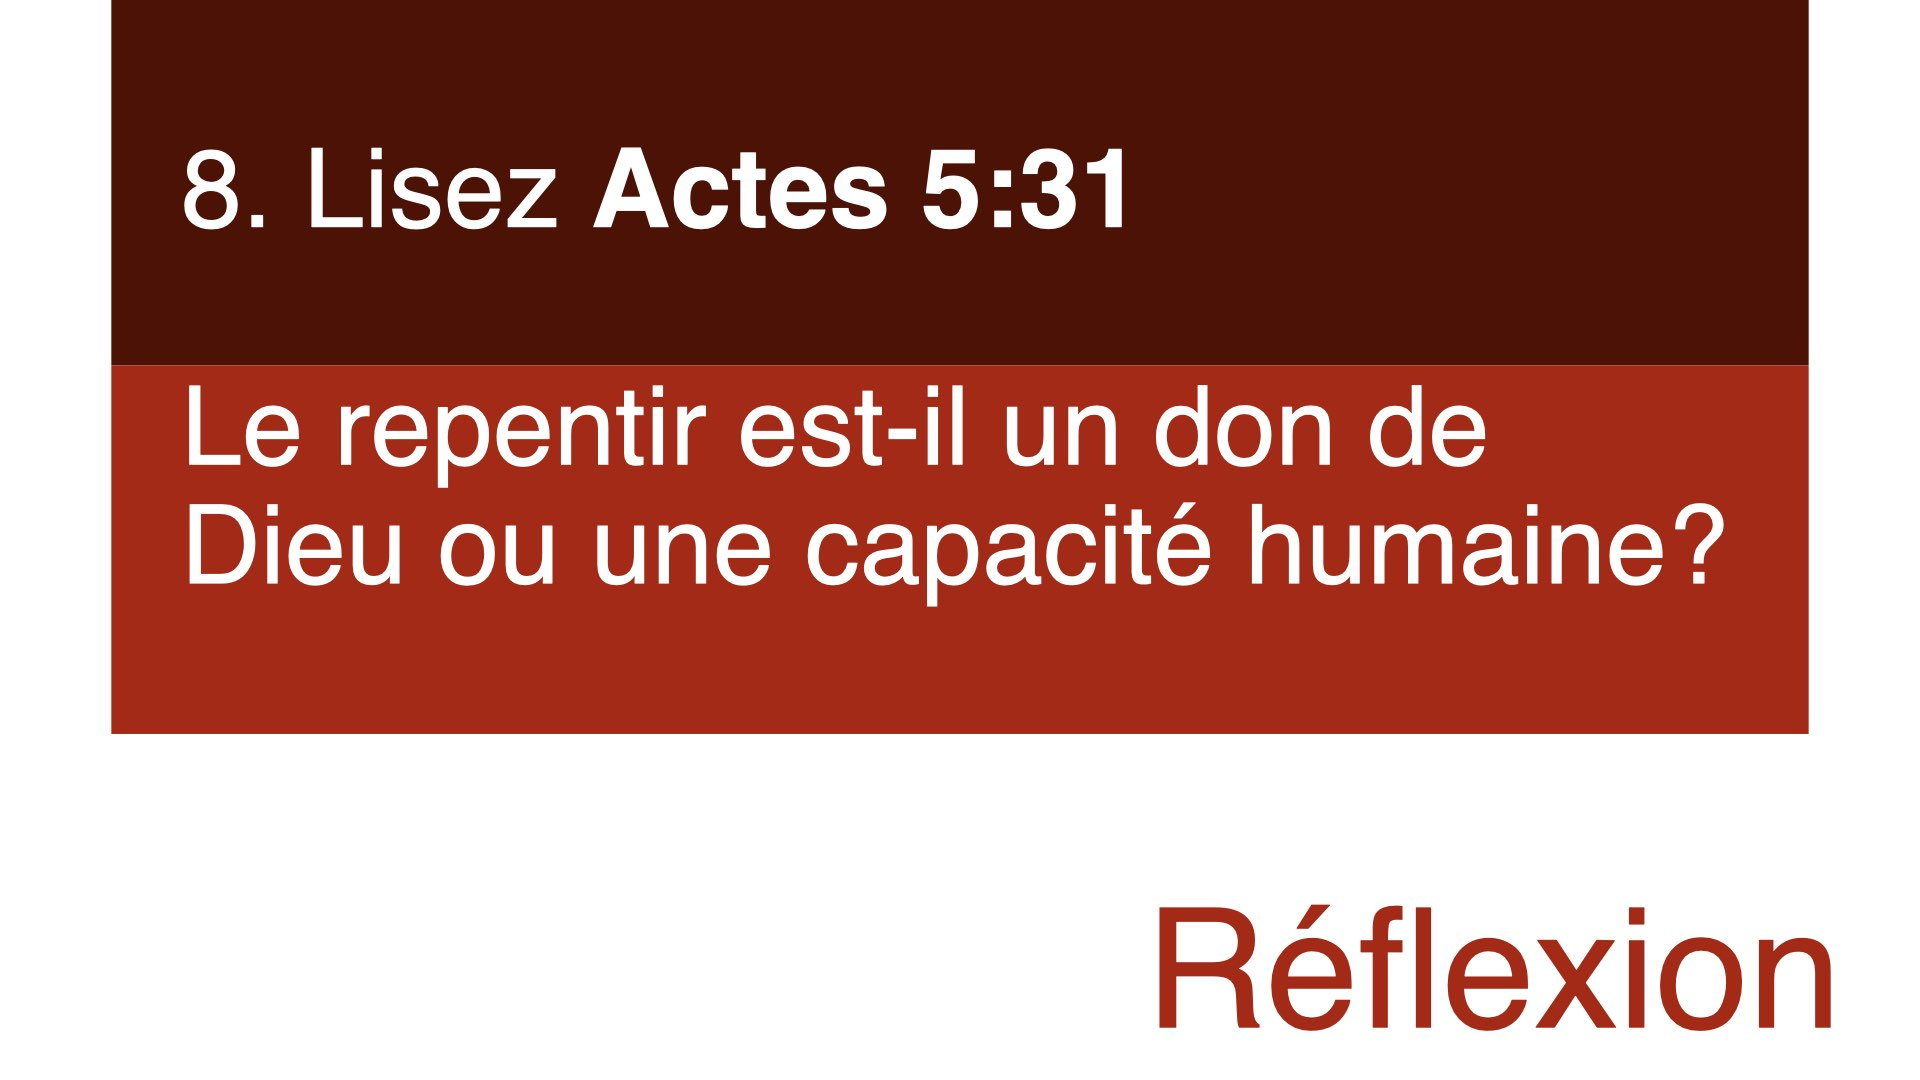 8. Lisez Actes 5:31
Le repentir est-il un don de
Dieu ou une capacité humaine?
Réflexion